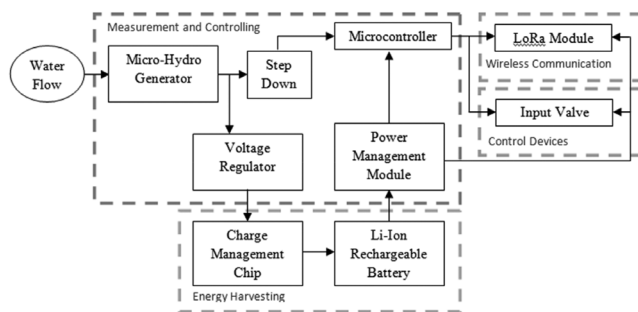 Measurement and Controlling
Water
Flow
Micro-Hydro
Generator
Step
Down
Microcontroller
LoRa Module
Wireless Communication
Input Valve
Control Devices
Voltage
Regulator
Power
Management
Module
Charge
Management
Chip
Li-Ion
Rechargeable
Battery
Energy Harvesting